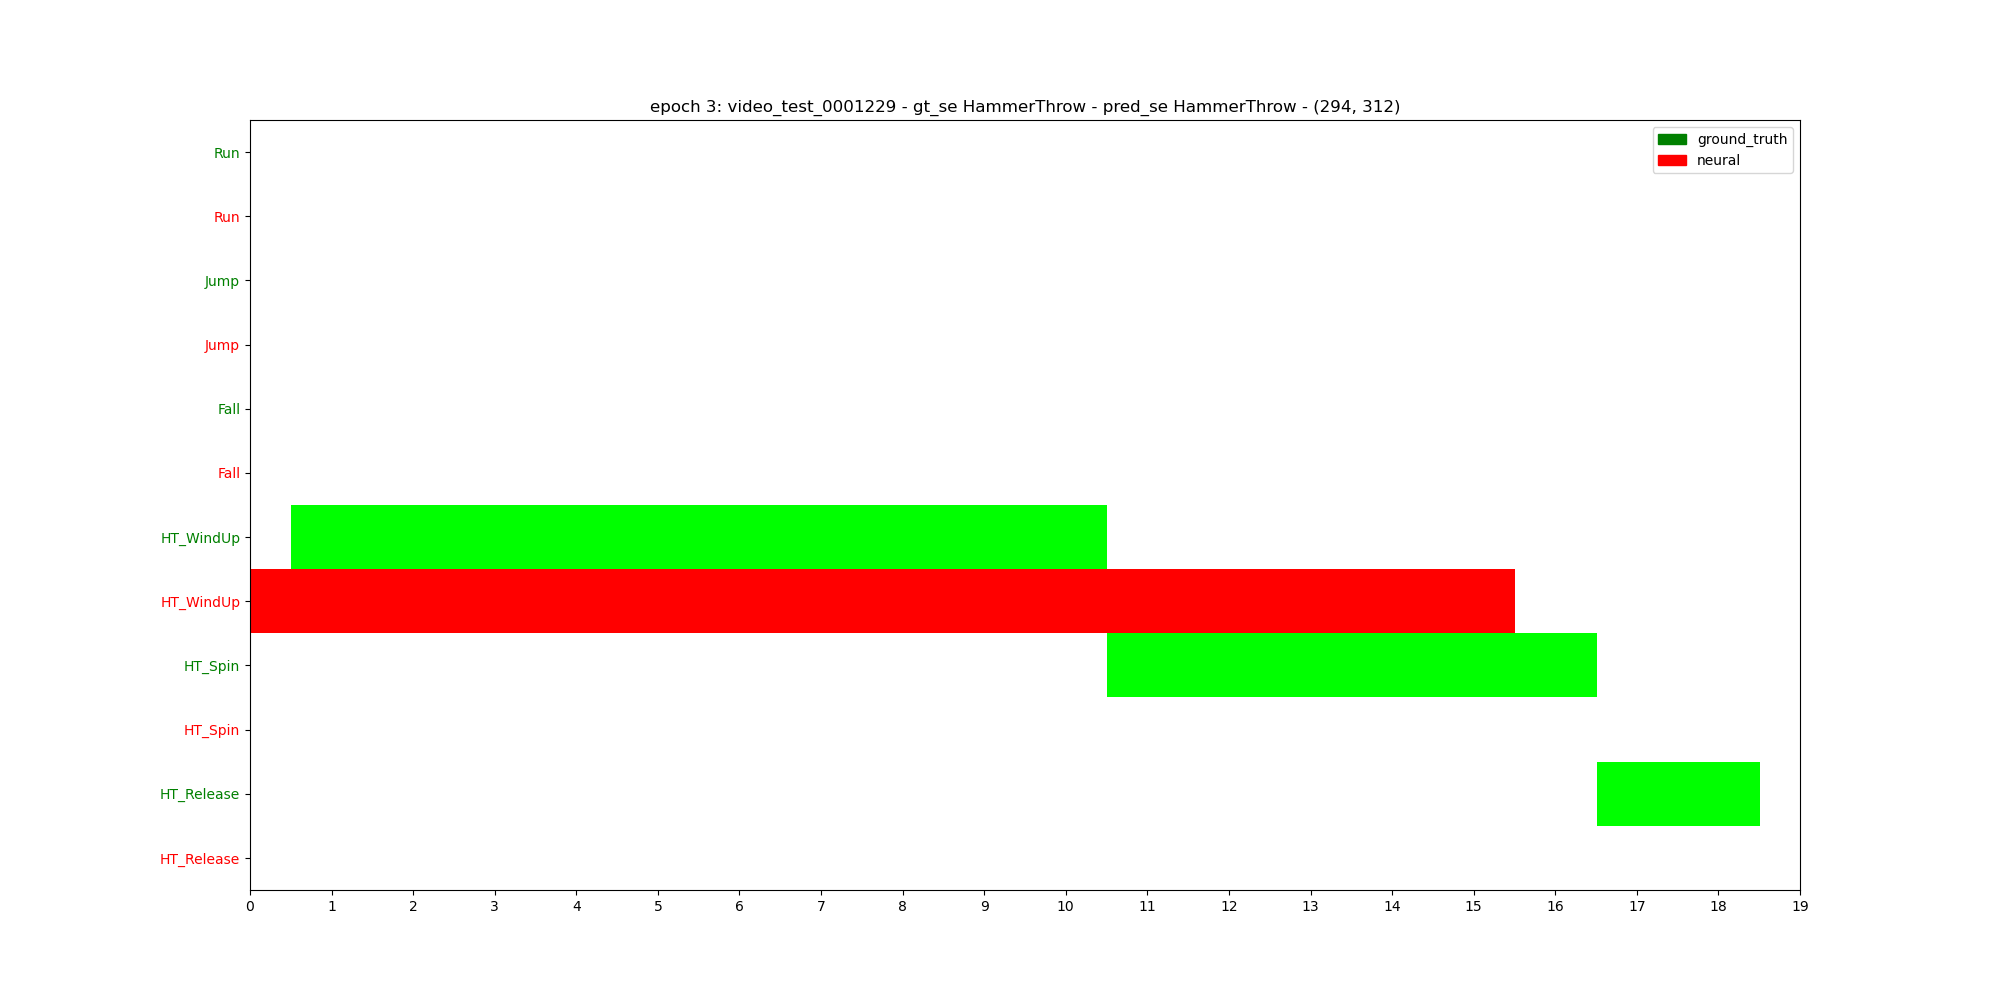 epoch 3: video_test_0001229 - gt_se HammerThrow - pred_se HammerThrow - (294, 312)
ground_truth
neural
Run
Run
Jump
Jump
Fall
Fall
HT_WindUp
HT_WindUp
HT_Spin
HT_Spin
HT_Release
HT_Release
0 1 2 3 4 5 6 7 8 9 10 11 12 13 14 15 16 17 18 19